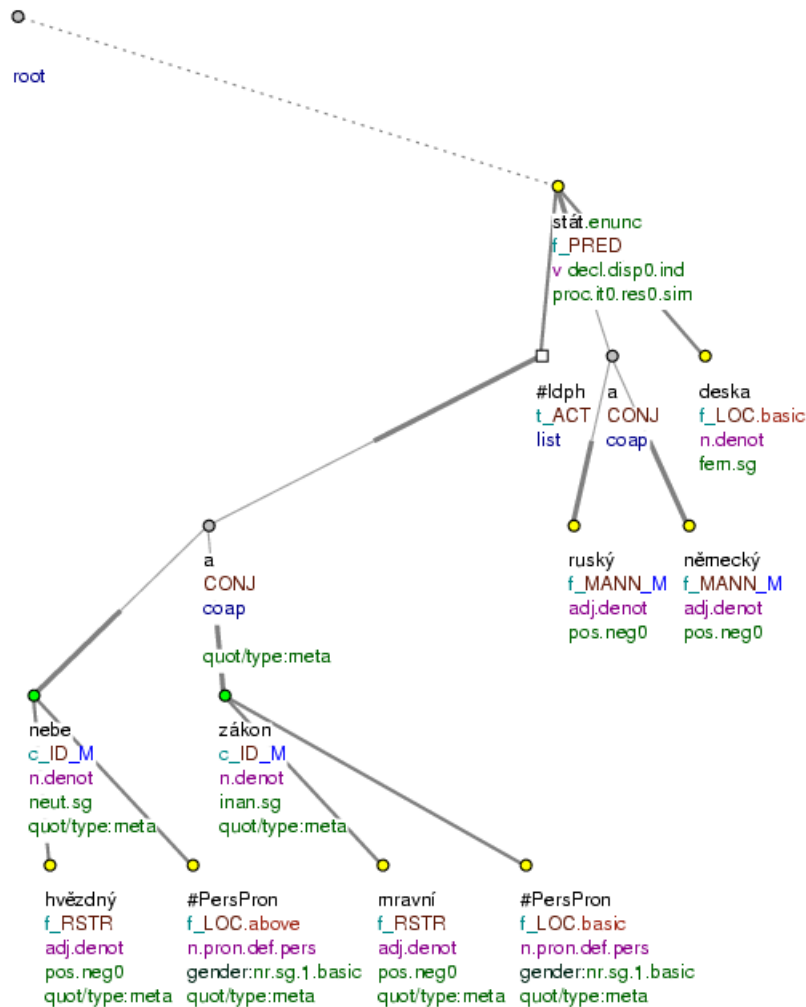 root
stát.enunc
f_PRED
v decl.disp0.ind
proc.it0.res0.sim
#Idph
t_ACT
list
a
CONJ
coap
deska
f_LOC.basic
n.denot
fem.sg
a
CONJ
coap
quot/type:meta
ruský
f_MANN_M
adj.denot
pos.neg0
německý
f_MANN_M
adj.denot
pos.neg0
nebe
c_ID_M
n.denot
neut.sg
quot/type:meta
zákon
c_ID_M
n.denot
inan.sg
quot/type:meta
hvězdný
f_RSTR
adj.denot
pos.neg0
quot/type:meta
#PersPron
f_LOC.above
n.pron.def.pers
gender:nr.sg.1.basic
quot/type:meta
mravní
f_RSTR
adj.denot
pos.neg0
quot/type:meta
#PersPron
f_LOC.basic
n.pron.def.pers
gender:nr.sg.1.basic
quot/type:meta